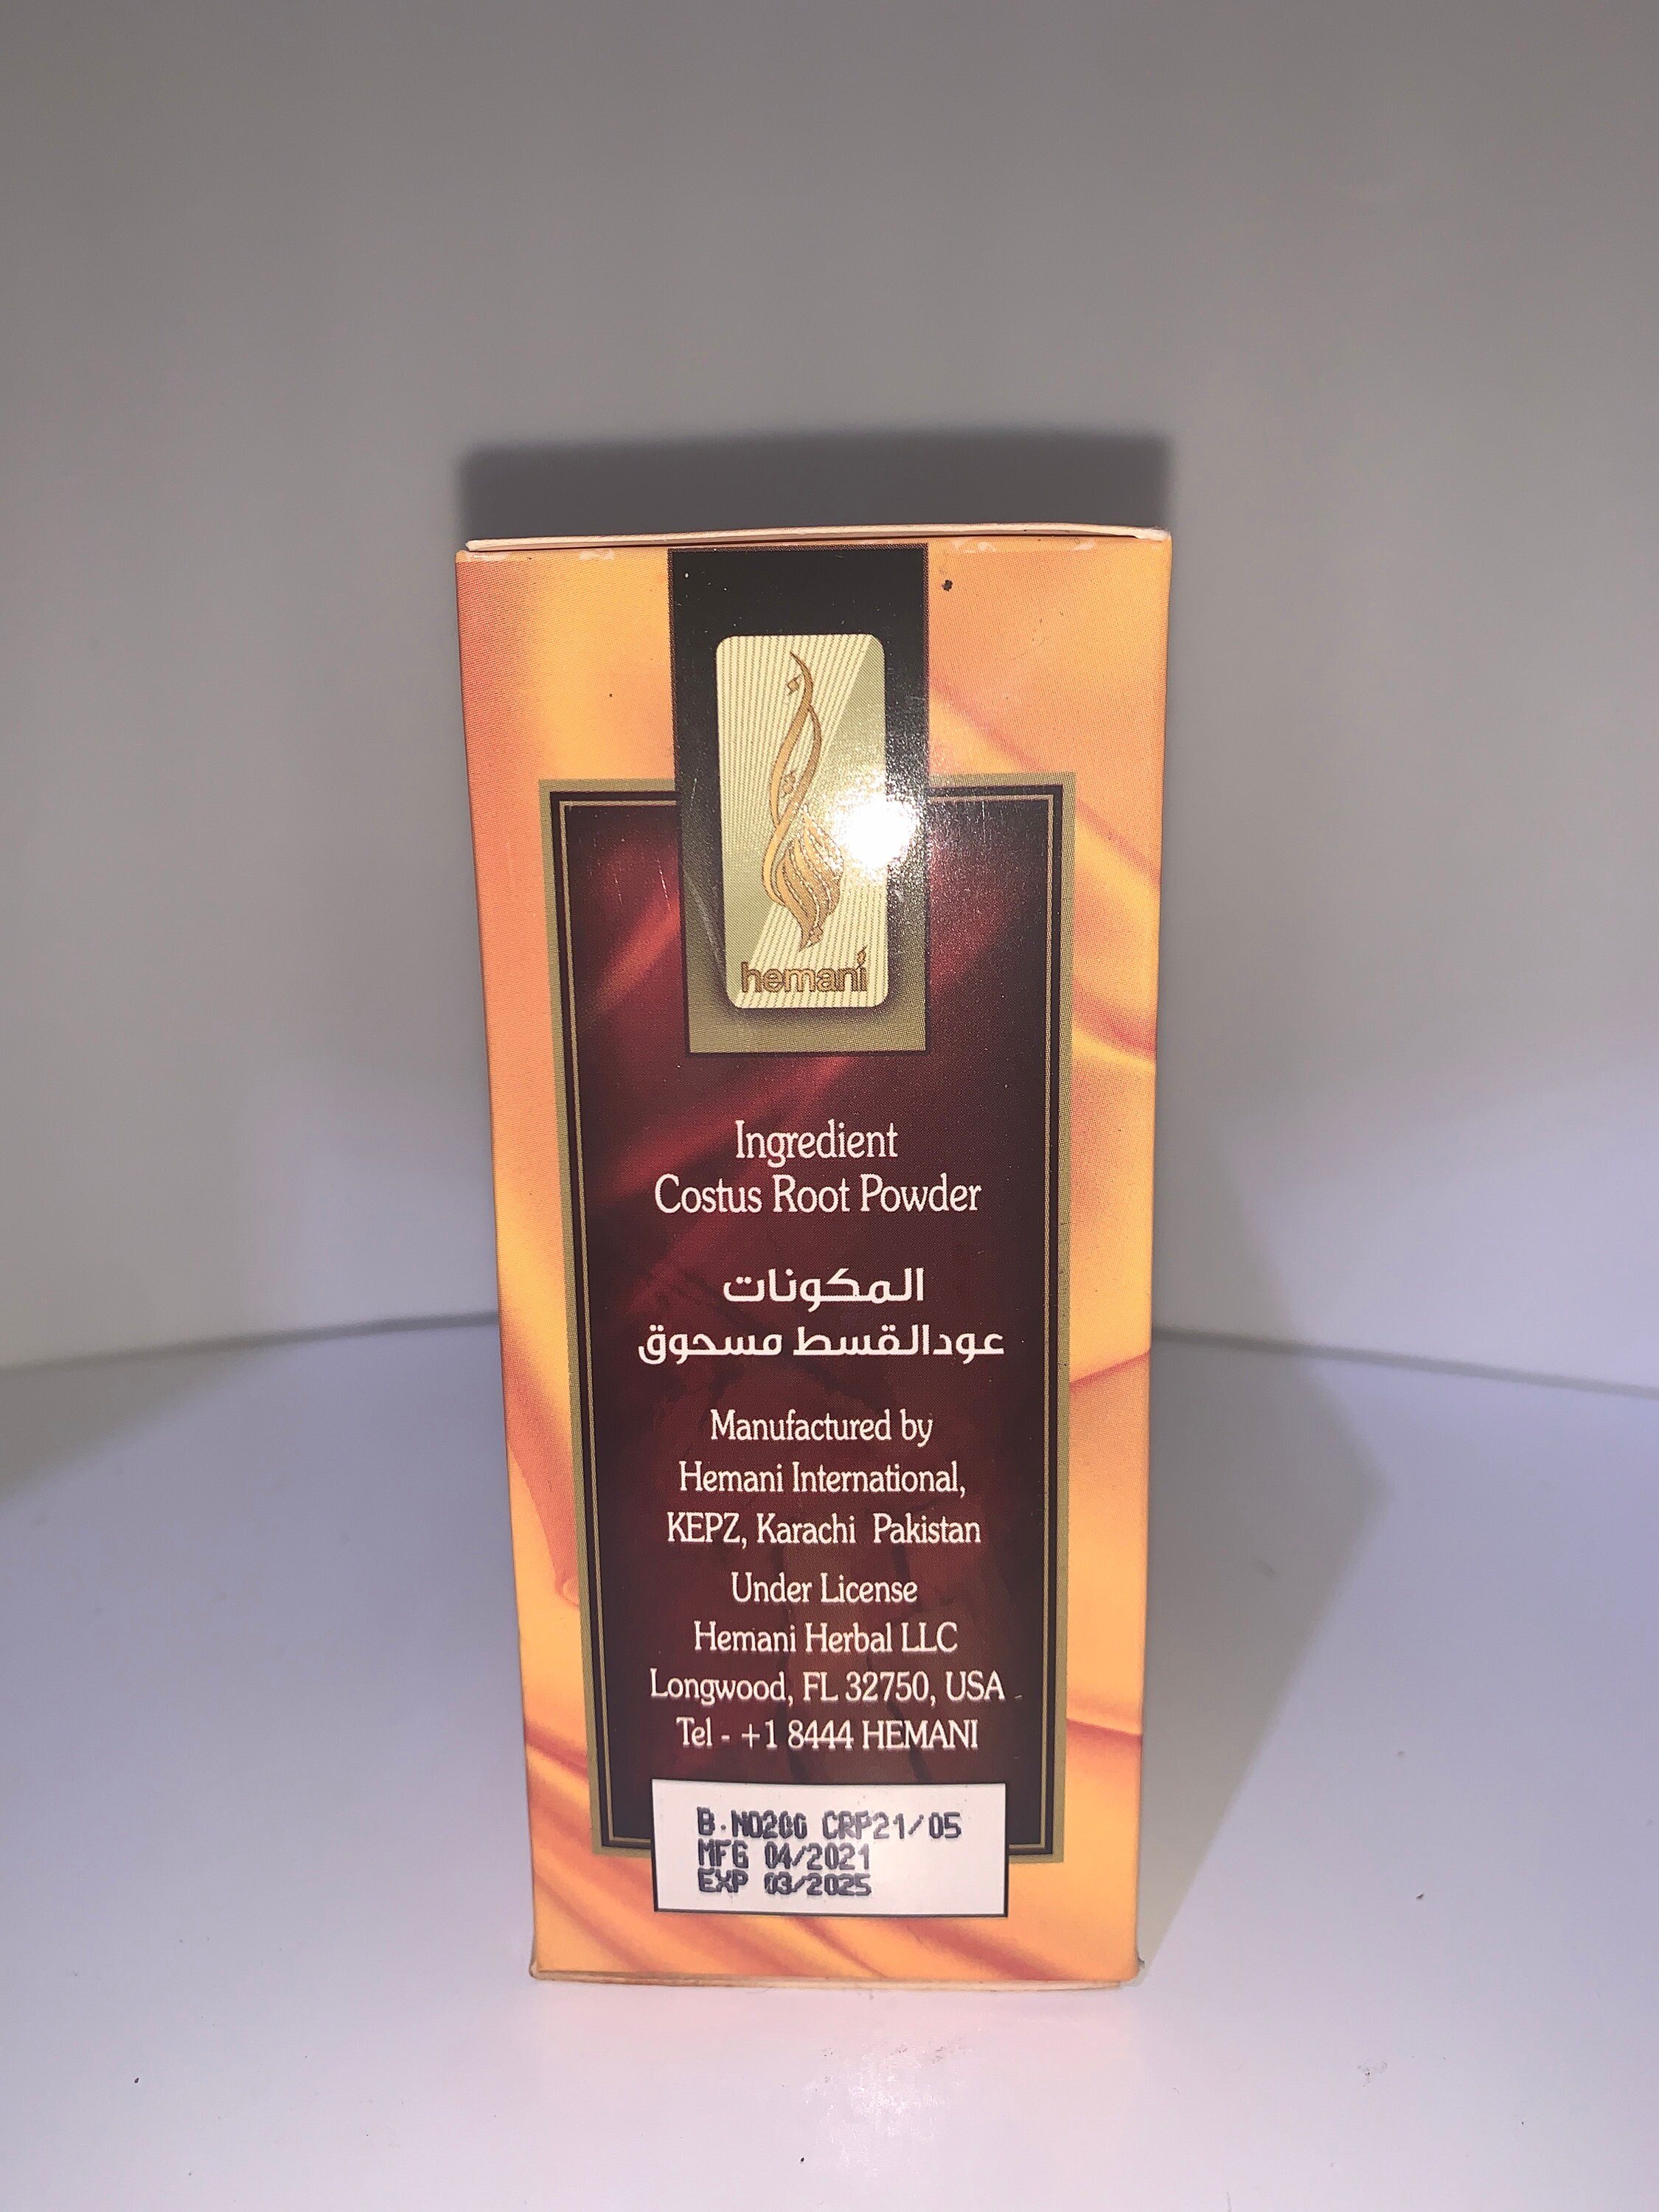 hemani
Ingredient
Costus Root Powder
المكونات
عودالقسط مسحوق
Manufactured by
Hemani International,
KEPZ, Karachi Pakistan
Under License
Hemani Herbal LLC
Longwood, FL 32750, USA
Tel - +1 8444 HEMANI
B.NO200 CRP21/05
MFG 04/2021
EXP 03/2025